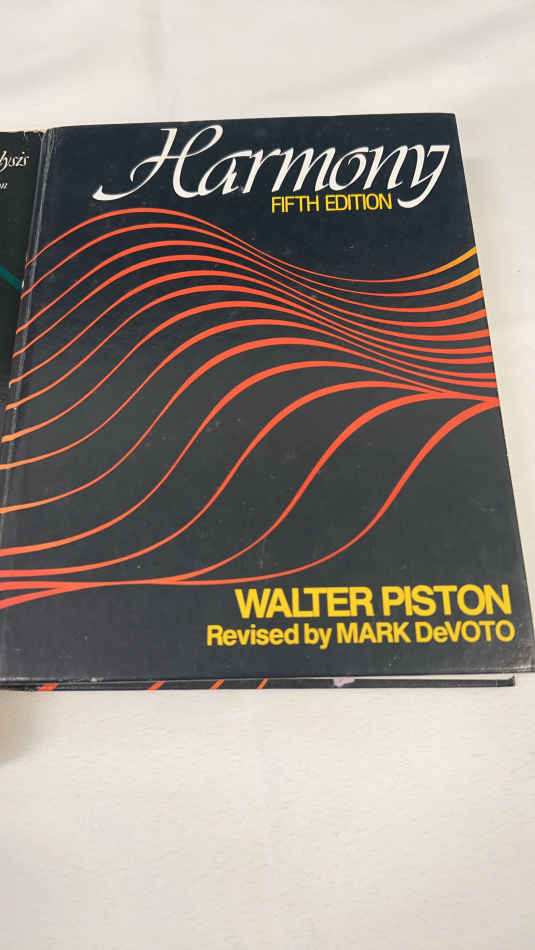 Harmony
FIFTH EDITION
WALTER PISTON
Revised by MARK DeVOTO